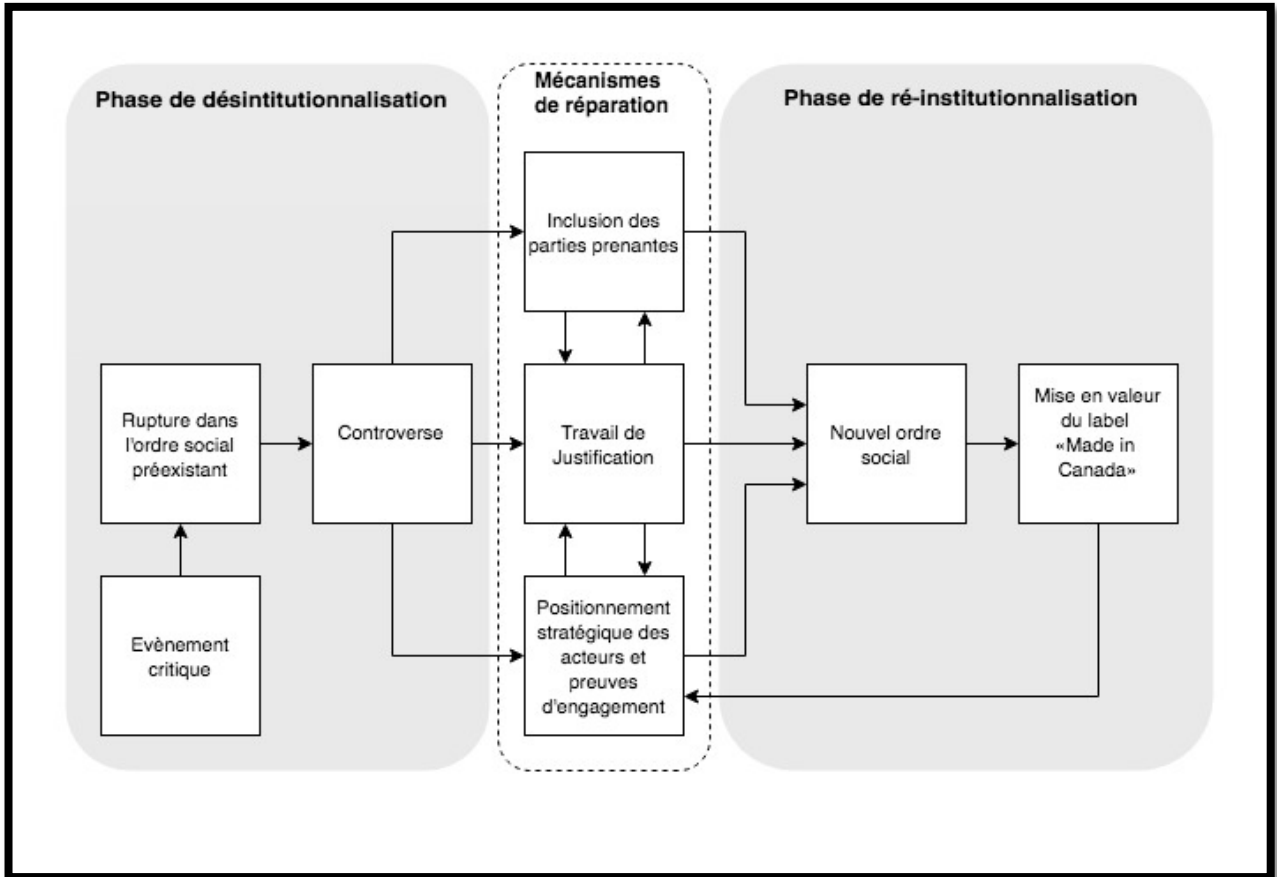 Phase de désintitutionnalisation
Mécanismes
de réparation
Phase de ré-institutionnalisation
Inclusion des
parties prenantes
Rupture dans
l'ordre social
préexistant
Controverse
Travail de
Justification
Nouvel ordre
social
Mise en valeur
du label
«Made in
Canada»
Evènement
critique
Positionnement
stratégique des
acteurs et
preuves
d'engagement